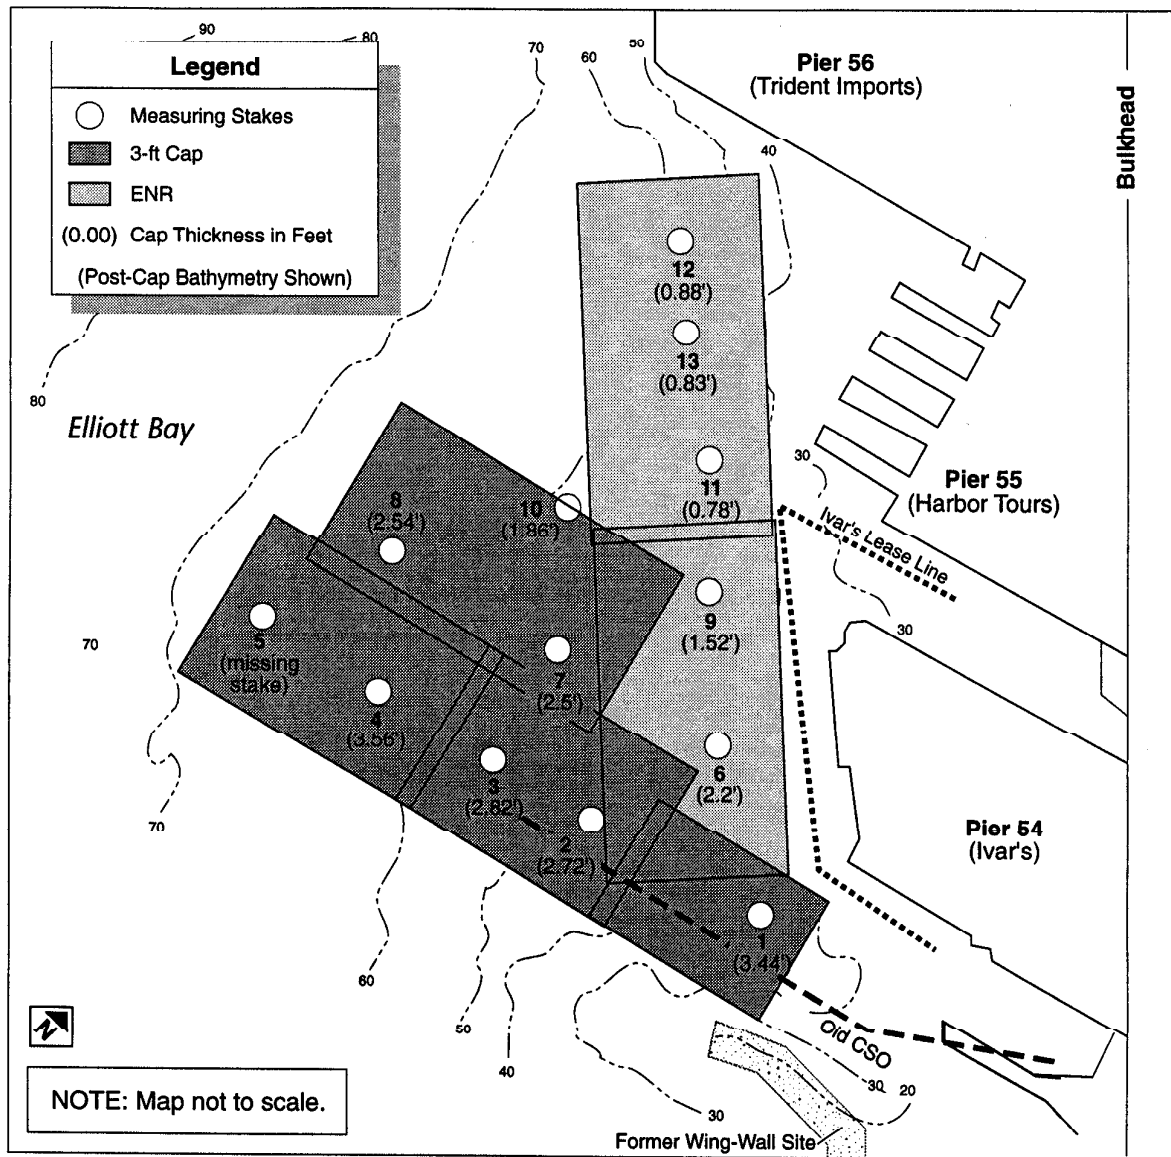 90
80
70
60
50
Legend
Measuring Stakes
3-ft Cap
ENR
(0.00) Cap Thickness in Feet
(Post-Cap Bathymetry Shown)
Pier 56
(Trident Imports)
Bulkhead
40
80
Elliott Bay
12
(0.88')
13
(0.83')
11
(0.78')
30
Pier 55
(Harbor Tours)
Ivar's Lease Line
8
(2.54')
10
(1.86')
9
(1.52')
30
70
5
(missing
stake)
7
(2.5')
4
(3.56')
6
(2.2')
3
(2.82')
2
(2.72')
70
Pier 54
(Ivar's)
1
(3.44')
60
50
40
N
Old CSO
30
20
30
NOTE: Map not to scale.
Former Wing-Wall Site